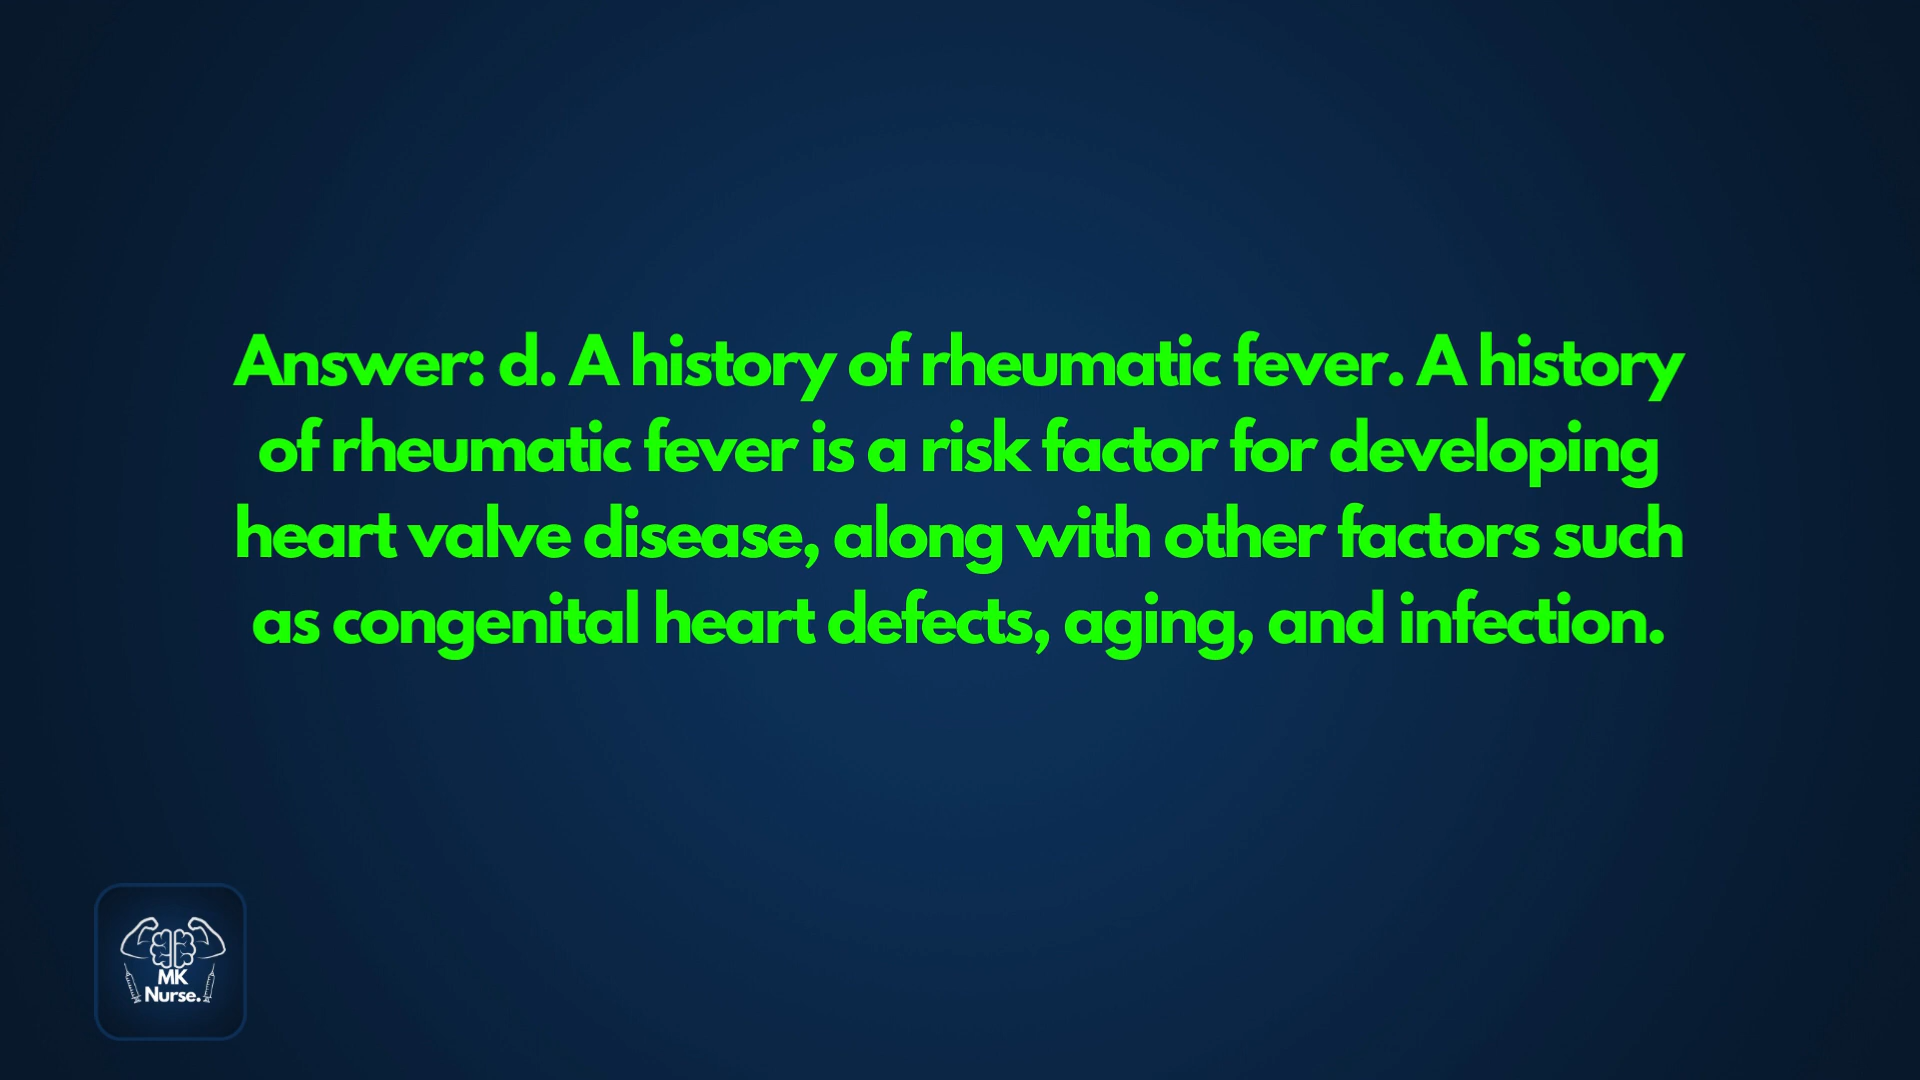 Answer: d. A history of rheumatic fever. A history
of rheumatic fever is a risk factor for developing
heart valve disease, along with other factors such
as congenital heart defects, aging, and infection.
MK
Nurse.